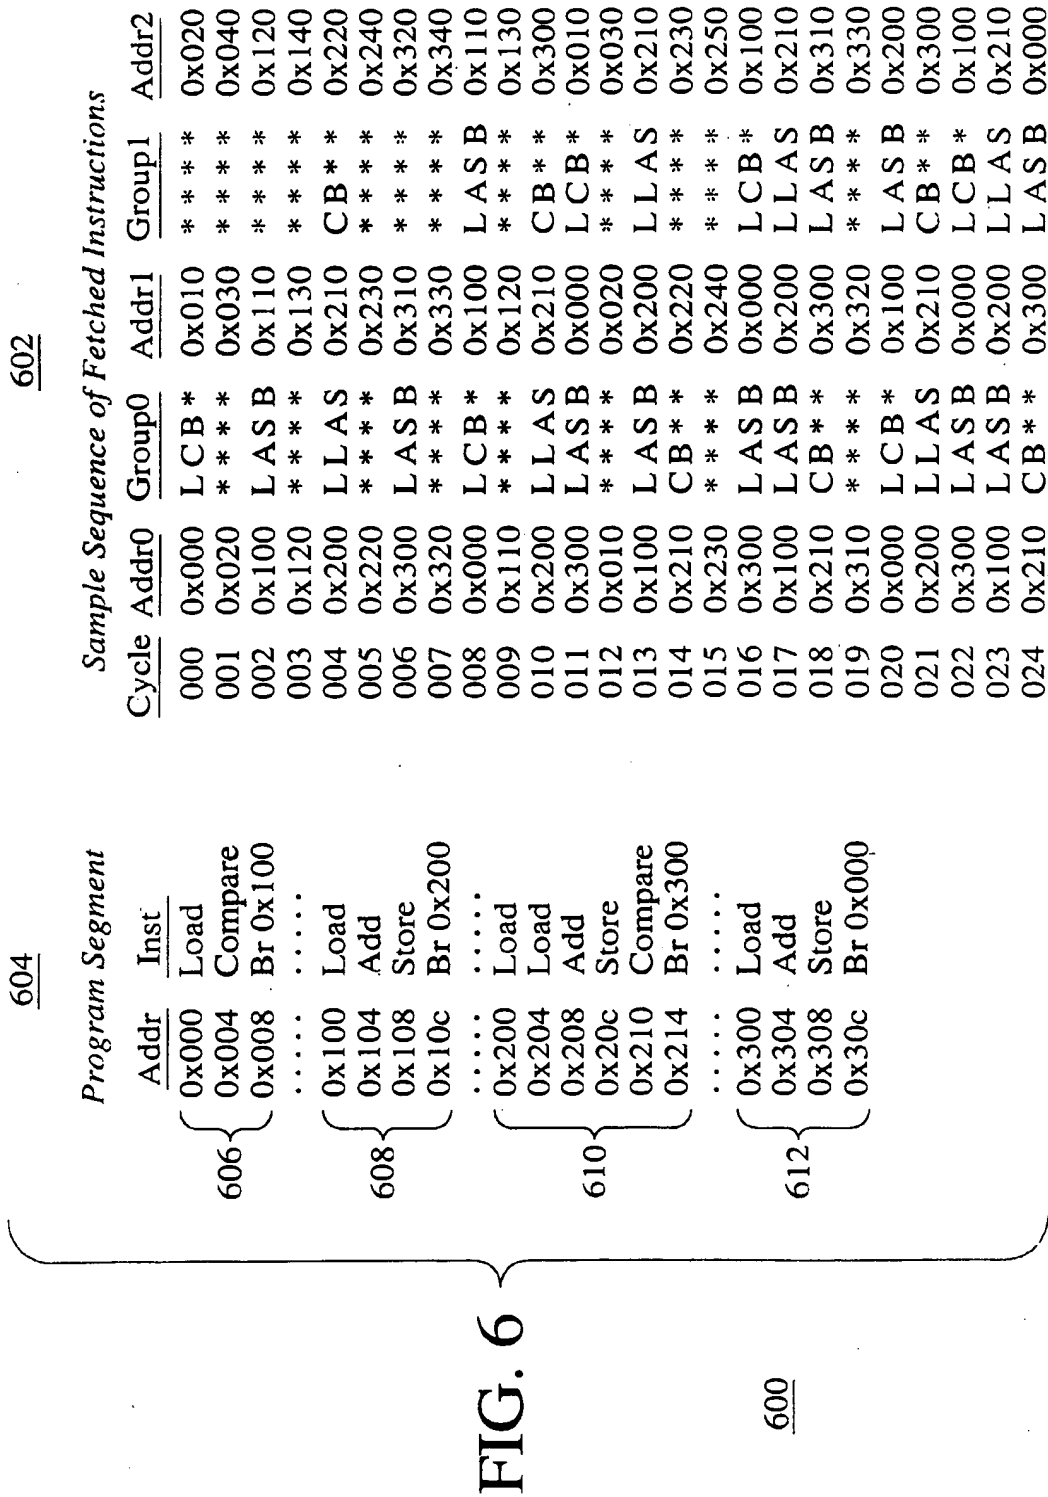 600
FIG. 6
604
Program Segment
Addr Inst
606
0x000 Load
0x004 Compare
0x008 Br 0x100
..... .....
608
0x100 Load
0x104 Add
0x108 Store
0x10c Br 0x200
..... .....
610
0x200 Load
0x204 Load
0x208 Add
0x20c Store
0x210 Compare
0x214 Br 0x300
..... .....
612
0x300 Load
0x304 Add
0x308 Store
0x30c Br 0x000
602
Sample Sequence of Fetched Instructions
Cycle Addr0 Group0 Addr1 Group1 Addr2
000 0x000 L C B * 0x010 * * * * 0x020
001 0x020 * * * * 0x030 * * * * 0x040
002 0x100 L A S B 0x110 * * * * 0x120
003 0x120 * * * * 0x130 * * * * 0x140
004 0x200 L L A S 0x210 C B * * 0x220
005 0x220 * * * * 0x230 * * * * 0x240
006 0x300 L A S B 0x310 * * * * 0x320
007 0x320 * * * * 0x330 * * * * 0x340
008 0x000 L C B * 0x100 L A S B 0x110
009 0x110 * * * * 0x120 * * * * 0x130
010 0x200 L L A S 0x210 C B * * 0x300
011 0x300 L A S B 0x000 L C B * 0x010
012 0x010 * * * * 0x020 * * * * 0x030
013 0x100 L A S B 0x200 L L A S 0x210
014 0x210 C B * * 0x220 * * * * 0x230
015 0x230 * * * * 0x240 * * * * 0x250
016 0x300 L A S B 0x000 L C B * 0x100
017 0x100 L A S B 0x200 L L A S 0x210
018 0x210 C B * * 0x300 L A S B 0x310
019 0x310 * * * * 0x320 * * * * 0x330
020 0x000 L C B * 0x100 L A S B 0x200
021 0x200 L L A S 0x210 C B * * 0x300
022 0x300 L A S B 0x000 L C B * 0x100
023 0x100 L A S B 0x200 L L A S 0x210
024 0x210 C B * * 0x300 L A S B 0x000